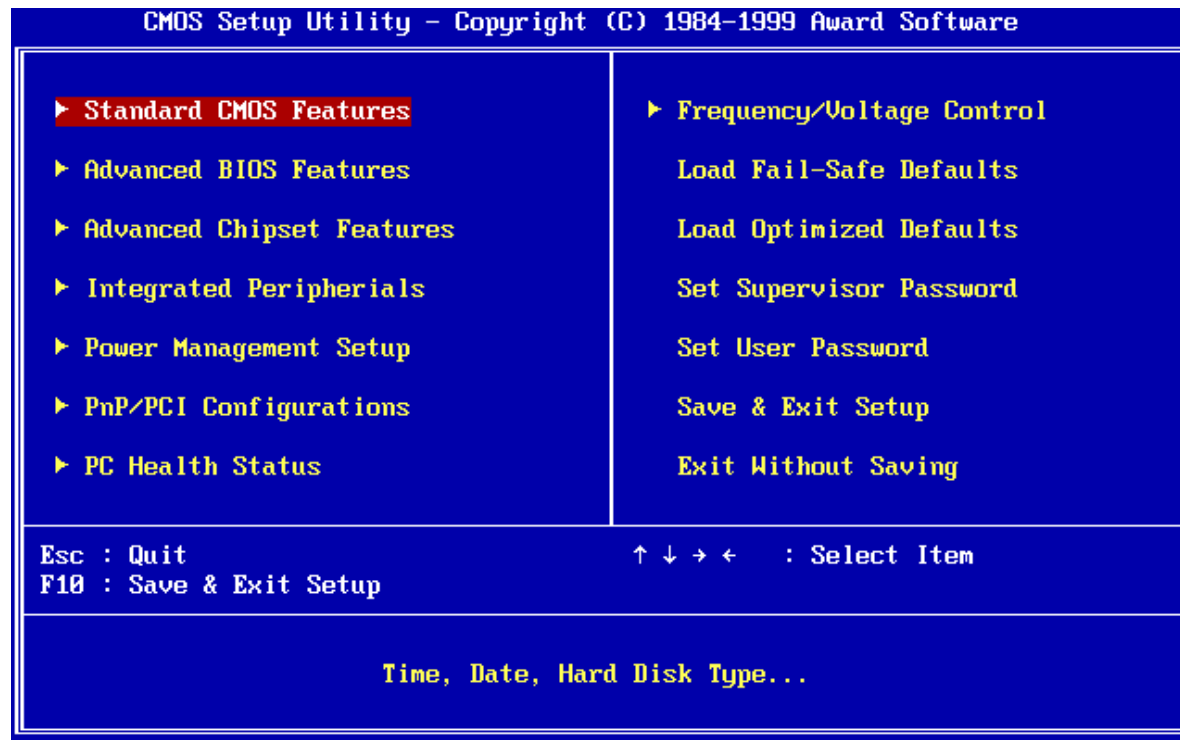 CMOS Setup Utility - Copyright (C) 1984-1999 Award Software
► Standard CMOS Features
► Advanced BIOS Features
► Advanced Chipset Features
► Integrated Peripherials
► Power Management Setup
► PnP/PCI Configurations
► PC Health Status
► Frequency/Voltage Control
Load Fail-Safe Defaults
Load Optimized Defaults
Set Supervisor Password
Set User Password
Save & Exit Setup
Exit Without Saving
Esc : Quit
F10 : Save & Exit Setup
↑ ↓ → ← : Select Item
Time, Date, Hard Disk Type...